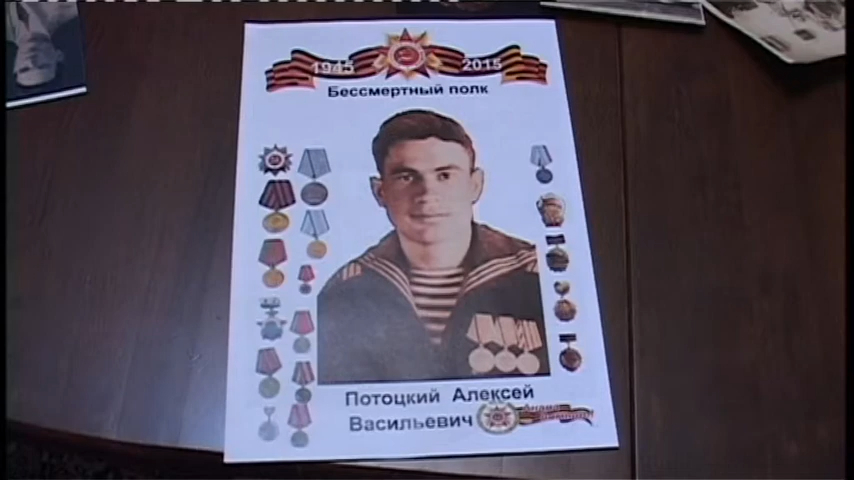 1945 2015
Бессмертный полк
Потоцкий Алексей
Васильевич